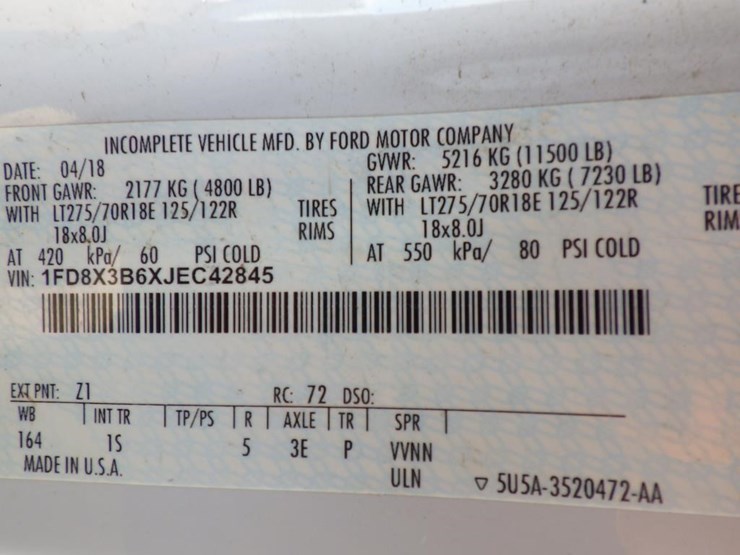 INCOMPLETE VEHICLE MFD. BY FORD MOTOR COMPANY
DATE: 04/18 GVWR: 5216 KG (11500 LB)
FRONT GAWR: 2177 KG ( 4800 LB) REAR GAWR: 3280 KG ( 7230 LB)
WITH LT275/70R18E 125/122R TIRES WITH LT275/70R18E 125/122R TIRE
18x8.0J RIMS 18x8.0J RIM
AT 420 kPa/ 60 PSI COLD AT 550 kPa/ 80 PSI COLD
VIN: 1FD8X3B6XJEC42845
EXT PNT: Z1 RC: 72 DSO:
WB INT TR TP/PS R AXLE TR SPR
164 1S 5 3E P VVNN
MADE IN U.S.A. ULN ▽ 5U5A-3520472-AA